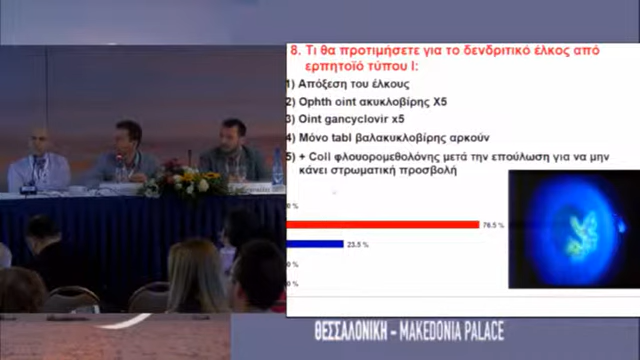 8. Τι θα προτιμήσετε για το δενδριτικό έλκος από
ερπητοϊό τύπου Ι:
1) Απόξεση του έλκους
2) Ophth oint ακυκλοβίρης Χ5
3) Oint gancyclovir x5
4) Μόνο tabl βαλακυκλοβίρης αρκούν
5) + Coll φλουορομεθολόνης μετά την επούλωση για να μην
κάνει στρωματική προσβολή
0 %
76.5 %
23.5 %
0 %
0 %
ΘΕΣΣΑΛΟΝΙΚΗ – MAKEDONIA PALACE